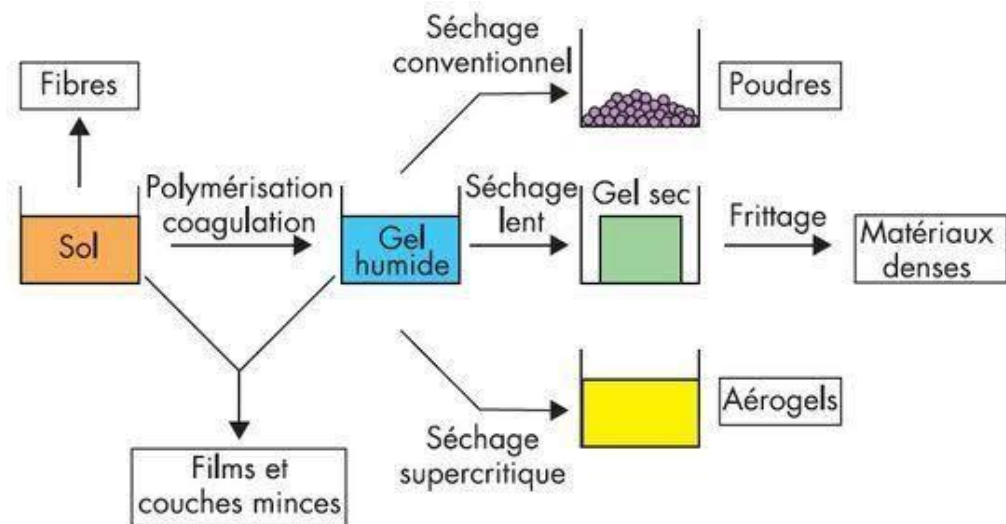 Séchage
conventionnel
Fibres
Poudres
Polymérisation
coagulation
Séchage
lent
Gel sec
Frittage
Sol
Gel
humide
Matériaux
denses
Aérogels
Séchage
supercritique
Films et
couches minces